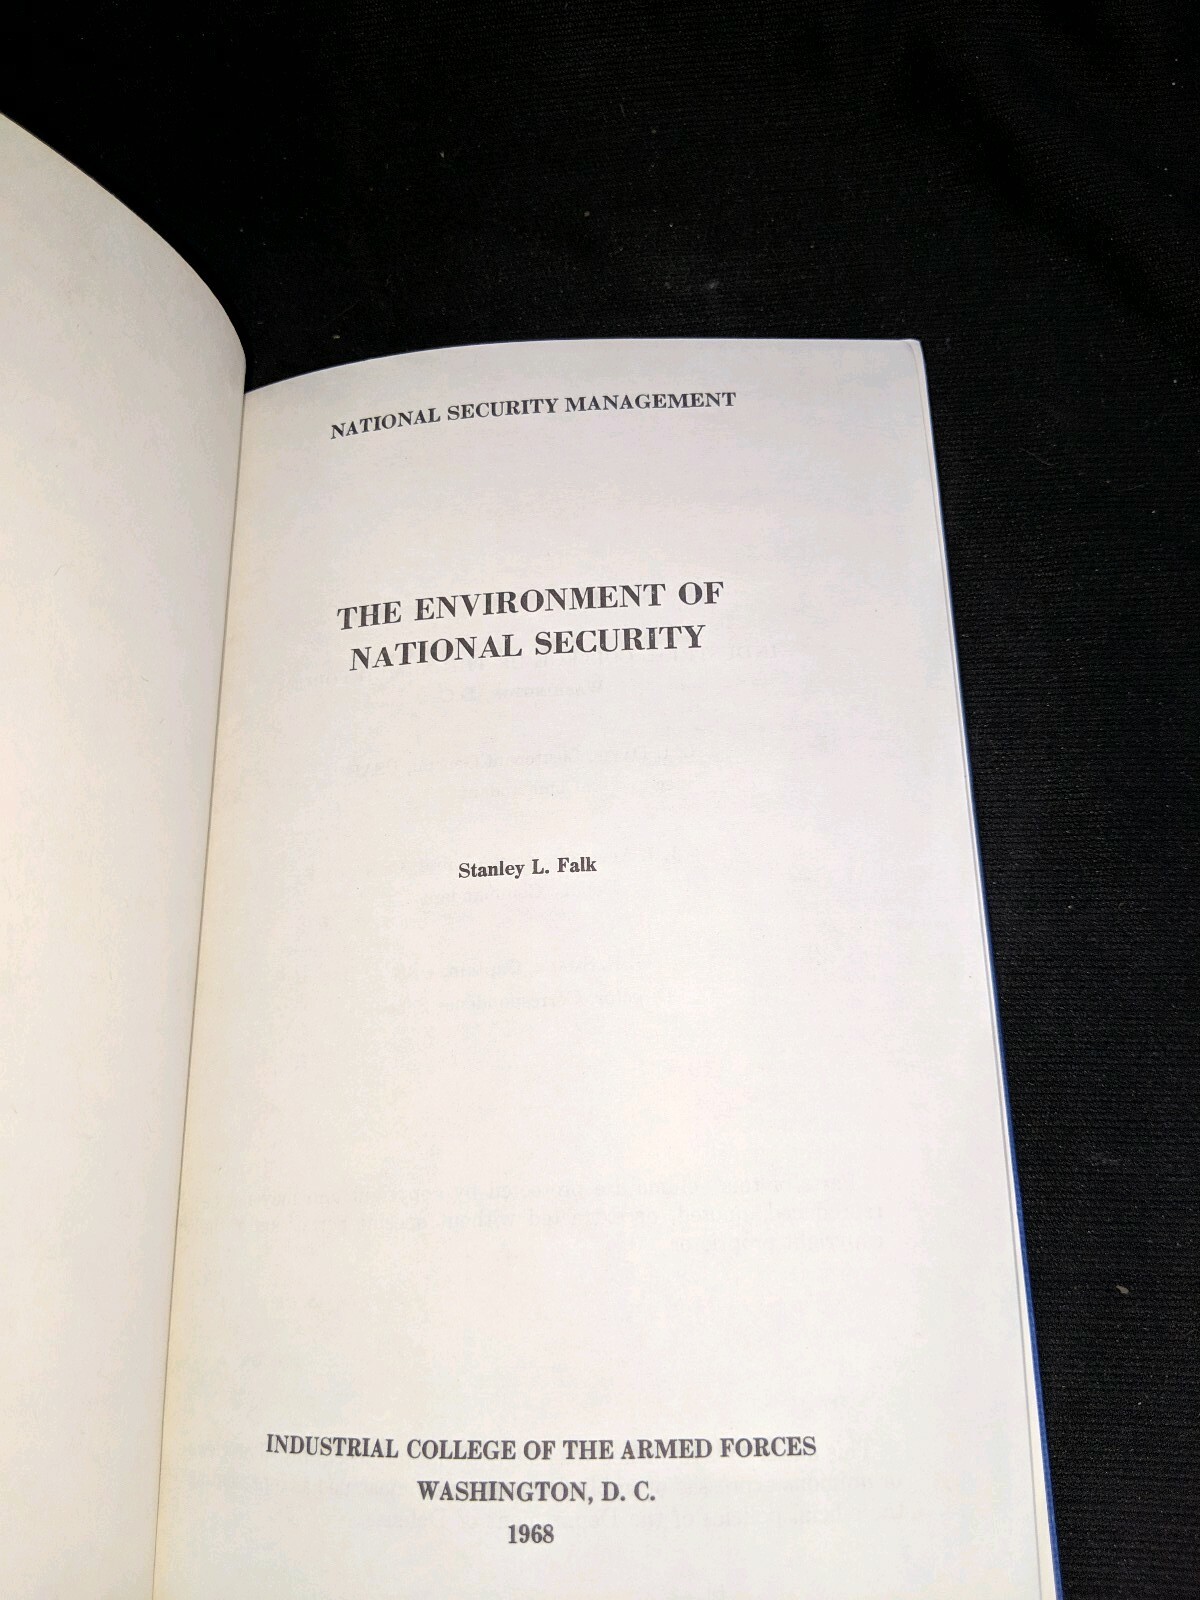 NATIONAL SECURITY MANAGEMENT
THE ENVIRONMENT OF
NATIONAL SECURITY
Stanley L. Falk
INDUSTRIAL COLLEGE OF THE ARMED FORCES
WASHINGTON, D. C.
1968